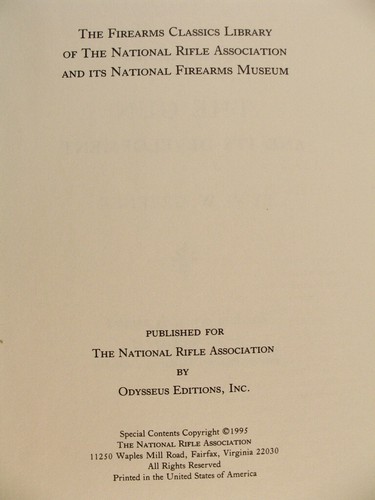 The Firearms Classics Library
of The National Rifle Association
and its National Firearms Museum
PUBLISHED FOR
The National Rifle Association
BY
Odysseus Editions, Inc.
Special Contents Copyright ©1995
The National Rifle Association
11250 Waples Mill Road, Fairfax, Virginia 22030
All Rights Reserved
Printed in the United States of America